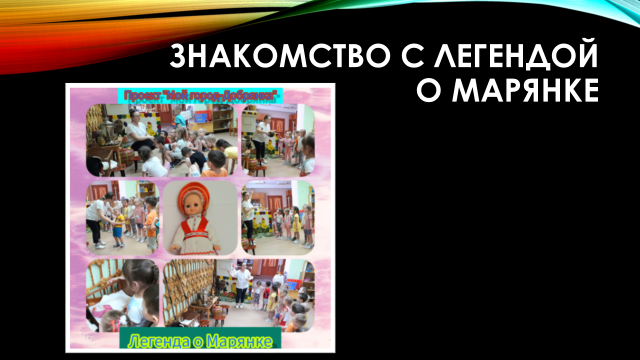 ЗНАКОМСТВО С ЛЕГЕНДОЙ
О МАРЯНКЕ
Проект "Мой город-Добрянка"
Легенда о Марянке